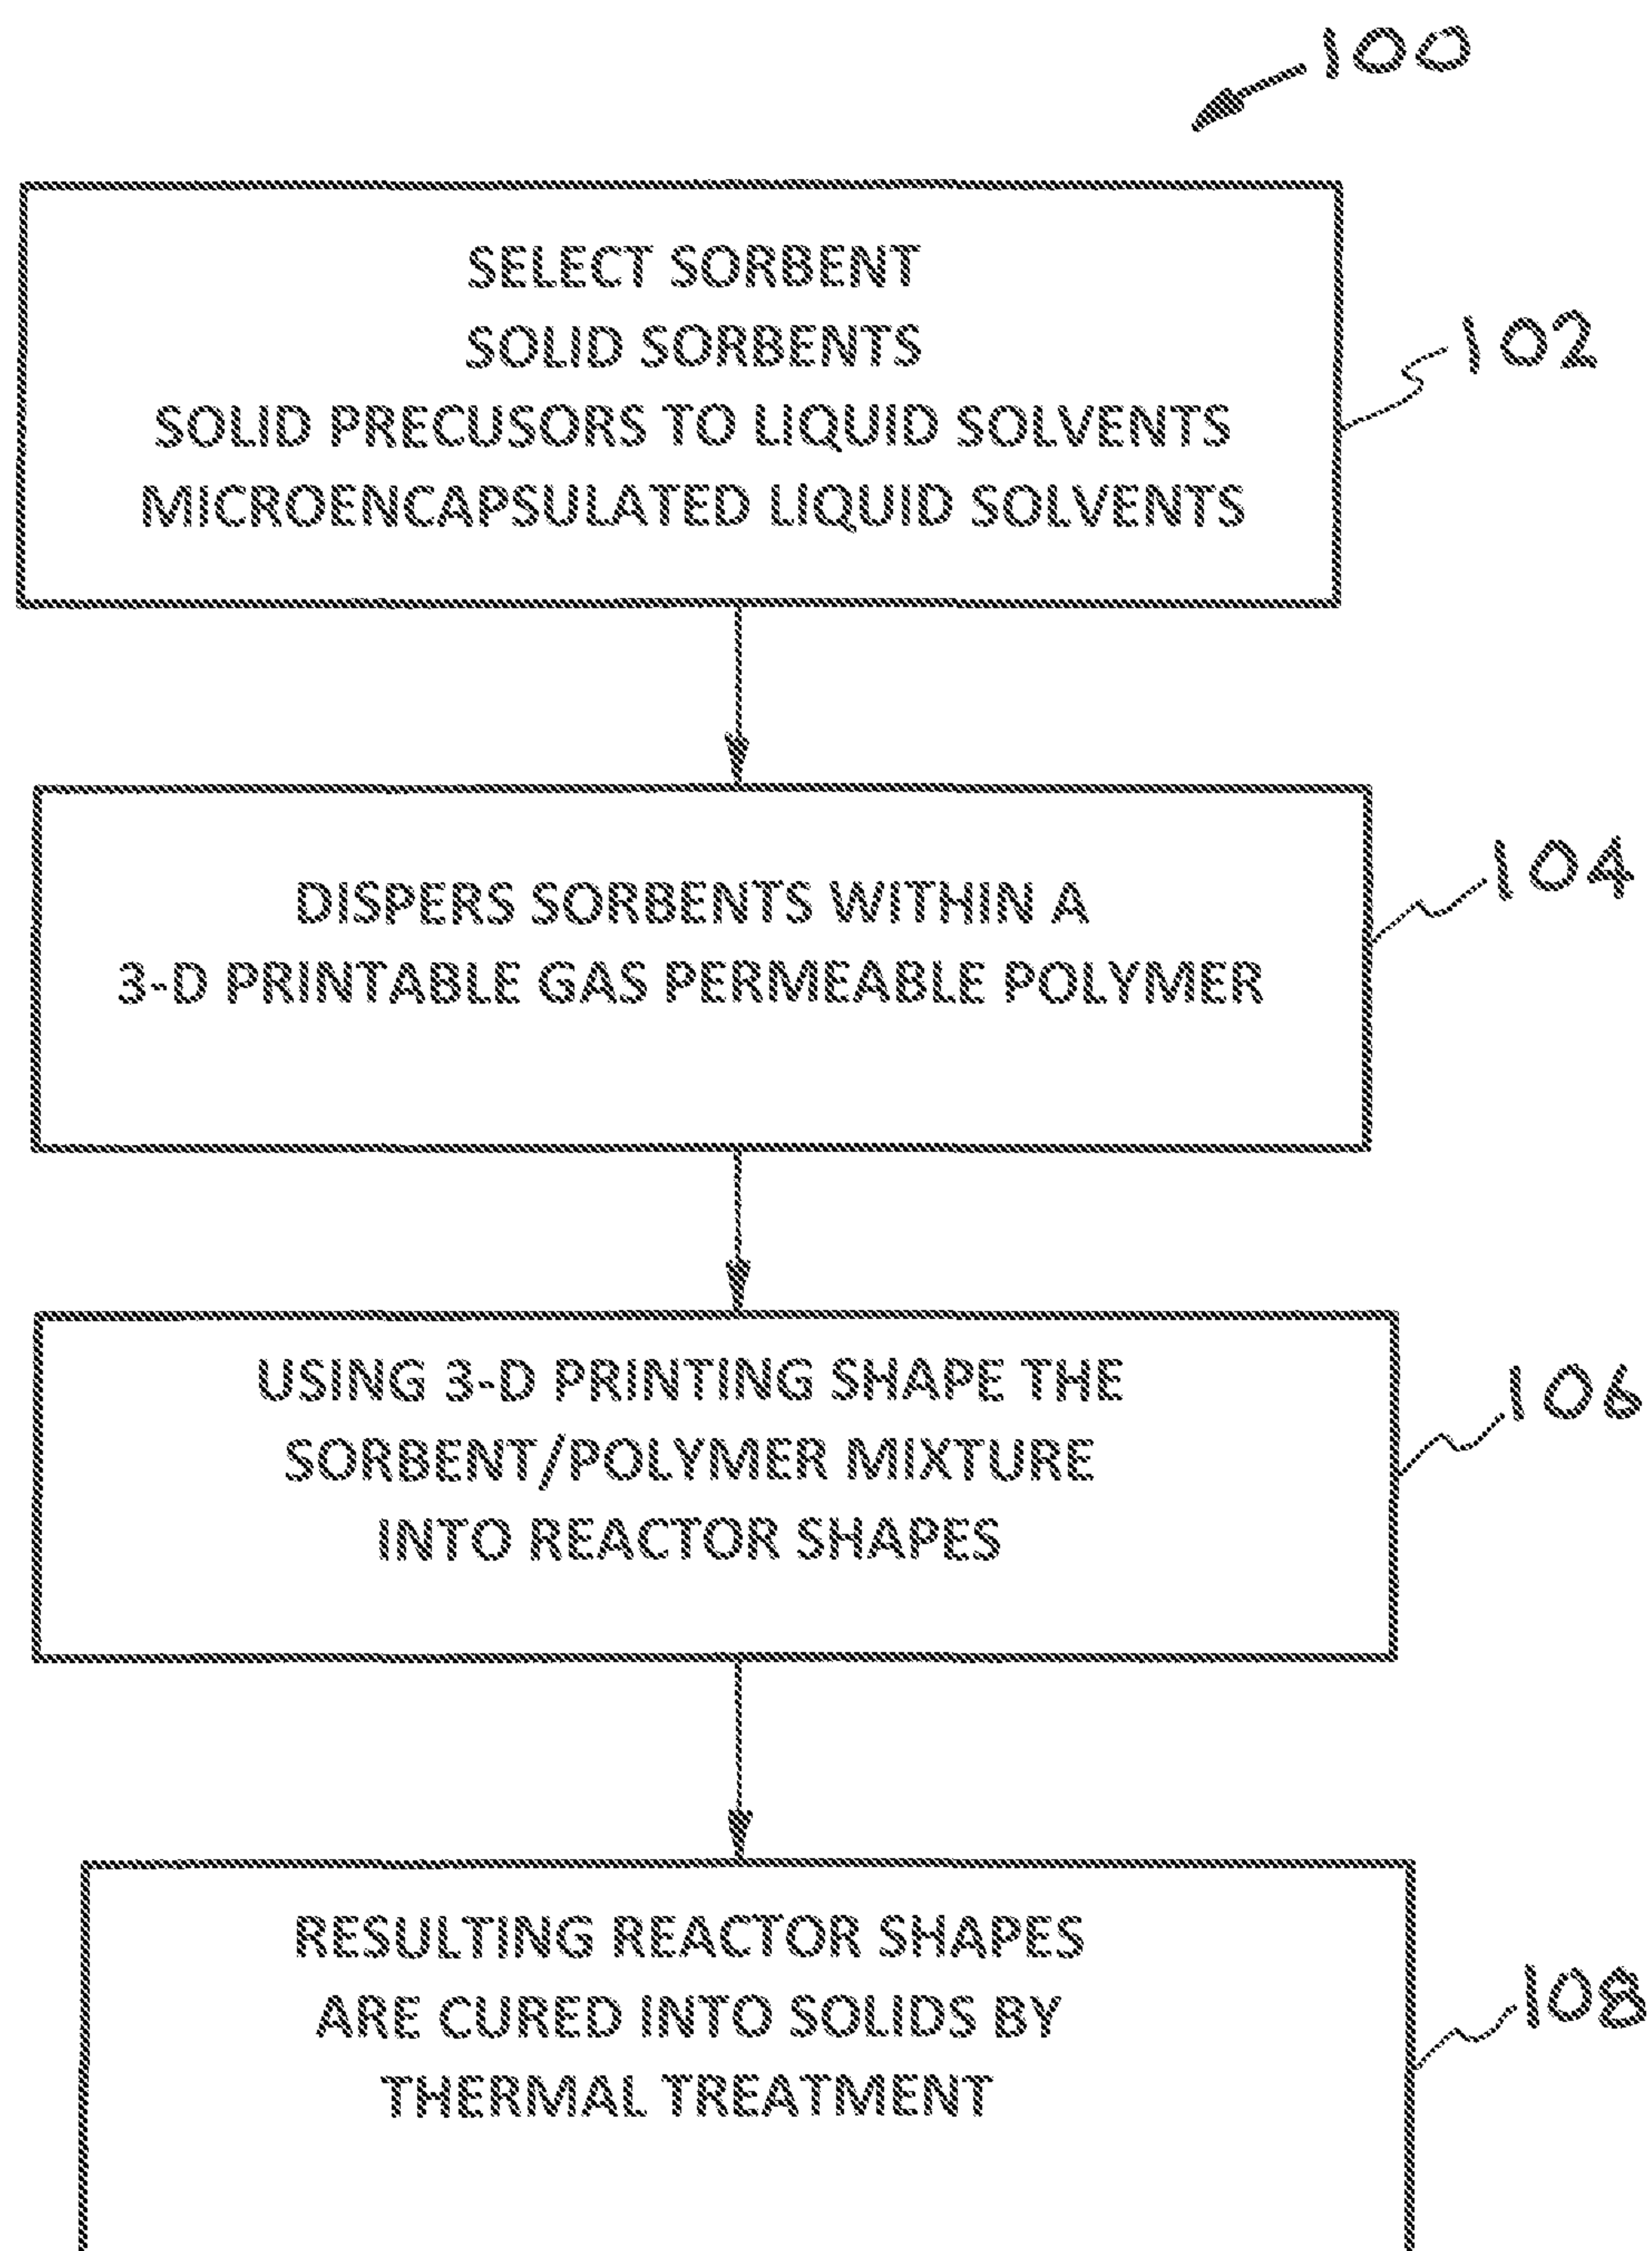 100
SELECT SORBENT
SOLID SORBENTS
SOLID PRECUSORS TO LIQUID SOLVENTS
MICROENCAPSULATED LIQUID SOLVENTS
102
DISPERS SORBENTS WITHIN A
3-D PRINTABLE GAS PERMEABLE POLYMER
104
USING 3-D PRINTING SHAPE THE
SORBENT/POLYMER MIXTURE
INTO REACTOR SHAPES
106
RESULTING REACTOR SHAPES
ARE CURED INTO SOLIDS BY
THERMAL TREATMENT
108